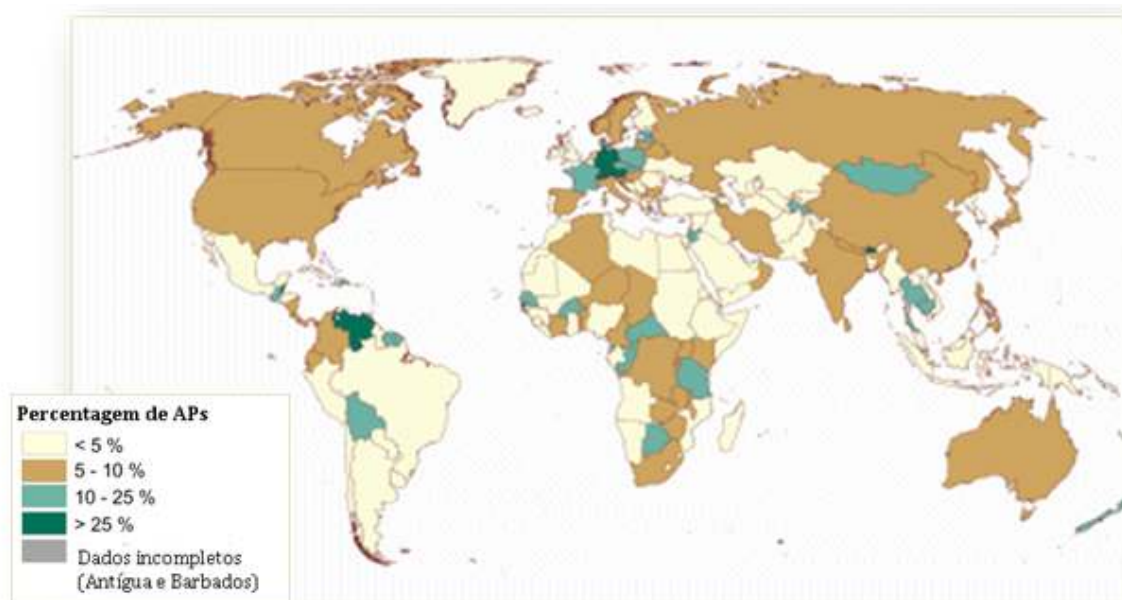 Percentagem de APs
< 5 %
5 - 10 %
10 - 25 %
> 25 %
Dados incompletos
(Antígua e Barbados)